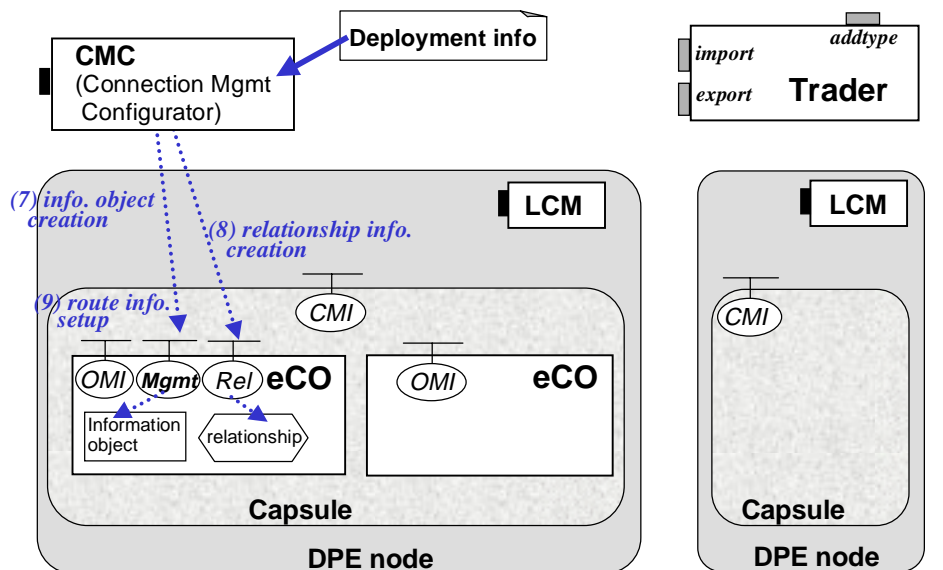 Deployment info
CMC
(Connection Mgmt
Configurator)
addtype
import
export
Trader
(7) info. object
creation
(8) relationship info.
creation
(9) route info.
setup
LCM
CMI
OMI
Mgmt
Rel
eCO
Information
object
relationship
OMI
eCO
Capsule
DPE node
LCM
CMI
Capsule
DPE node